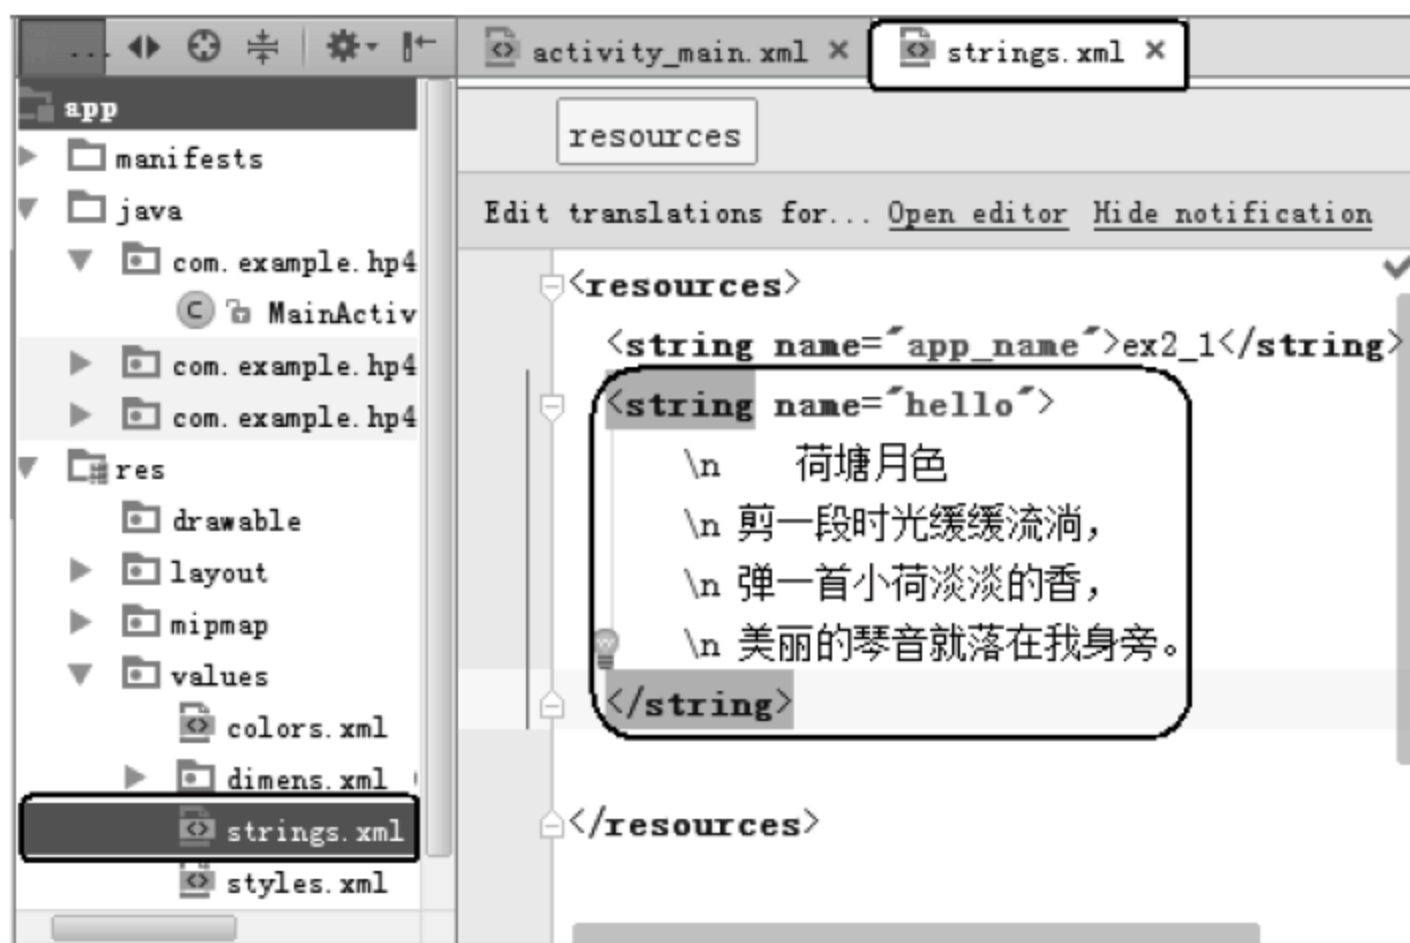 ...
activity_main.xml ×
strings.xml ×
app
manifests
java
com.example.hp4
MainActiv
com.example.hp4
com.example.hp4
res
drawable
layout
mipmap
values
colors.xml
dimens.xml
strings.xml
styles.xml
resources
Edit translations for... Open editor Hide notification
<resources>
<string name="app_name">ex2_1</string>
<string name="hello">
\n 荷塘月色
\n 剪一段时光缓缓流淌，
\n 弹一首小荷淡淡的香，
\n 美丽的琴音就落在我身旁。
</string>
</resources>